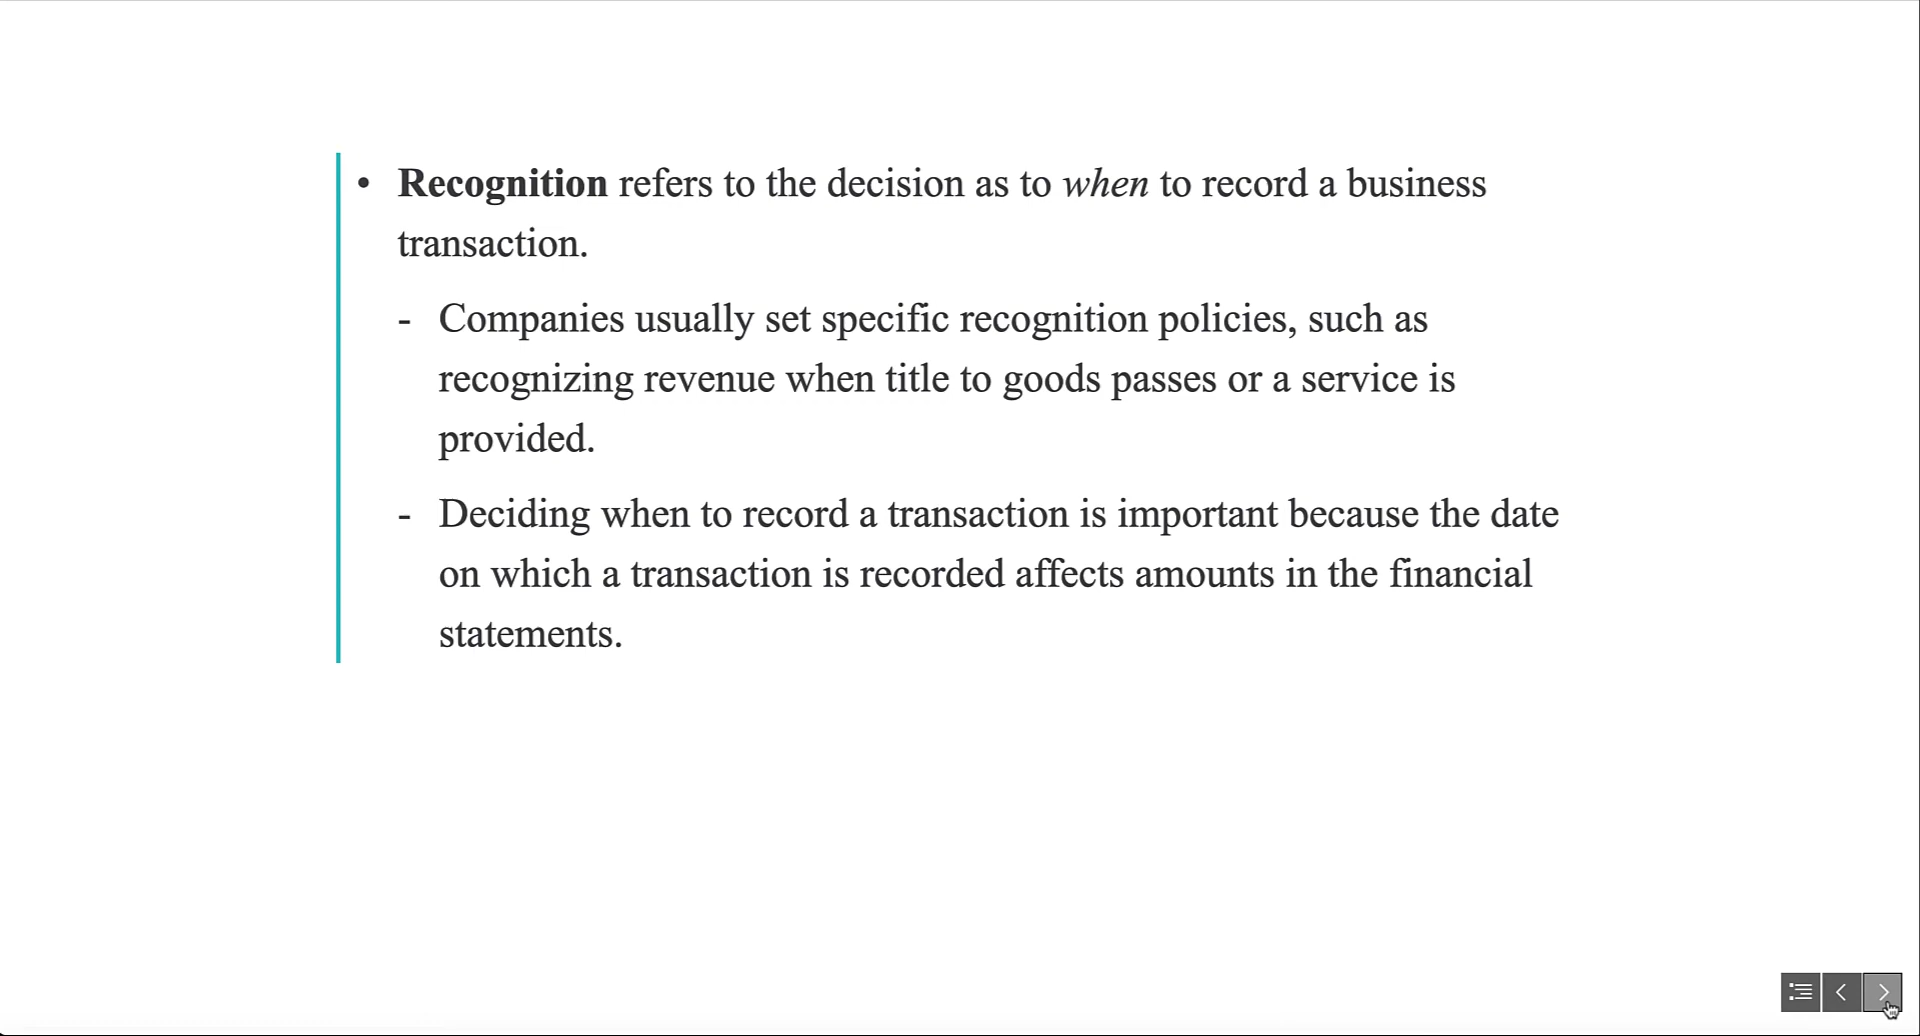 • Recognition refers to the decision as to when to record a business
transaction.
- Companies usually set specific recognition policies, such as
recognizing revenue when title to goods passes or a service is
provided.
- Deciding when to record a transaction is important because the date
on which a transaction is recorded affects amounts in the financial
statements.